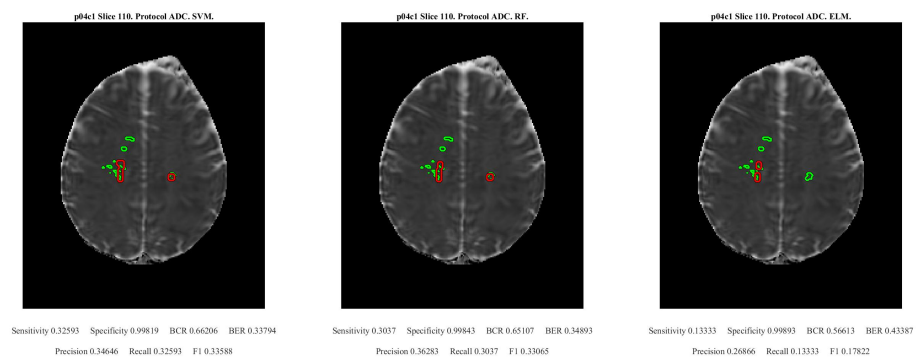 p04c1 Slice 110. Protocol ADC. SVM.
Sensitivity 0.32593 Specificity 0.99819 BCR 0.66206 BER 0.33794
Precision 0.34646 Recall 0.32593 F1 0.33588
p04c1 Slice 110. Protocol ADC. RF.
Sensitivity 0.3037 Specificity 0.99843 BCR 0.65107 BER 0.34893
Precision 0.36283 Recall 0.3037 F1 0.33065
p04c1 Slice 110. Protocol ADC. ELM.
Sensitivity 0.13333 Specificity 0.99893 BCR 0.56613 BER 0.43387
Precision 0.26866 Recall 0.13333 F1 0.17822